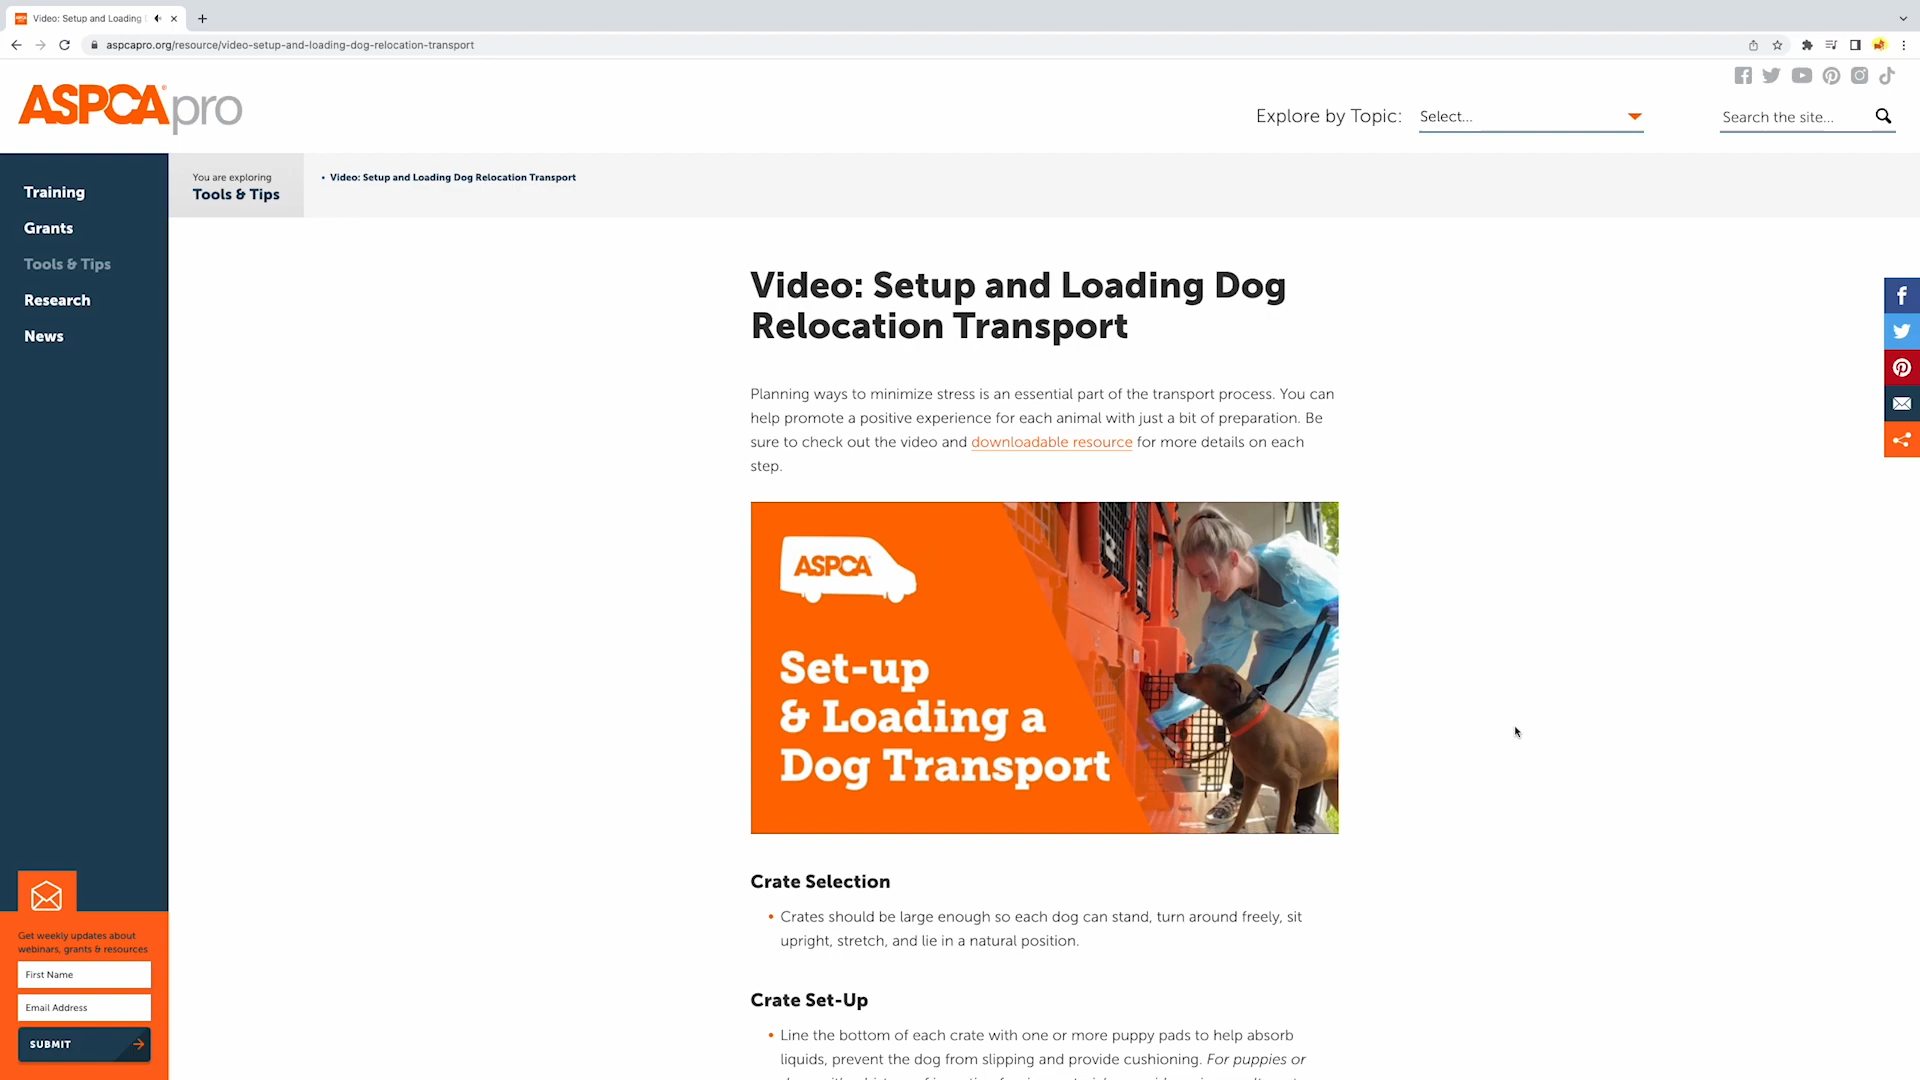 Video: Setup and Loading
aspcapro.org/resource/video-setup-and-loading-dog-relocation-transport
ASPCA pro
Explore by Topic: Select...
Search the site...
Training
Grants
Tools & Tips
Research
News
You are exploring
Tools & Tips
• Video: Setup and Loading Dog Relocation Transport
Video: Setup and Loading Dog
Relocation Transport
Planning ways to minimize stress is an essential part of the transport process. You can
help promote a positive experience for each animal with just a bit of preparation. Be
sure to check out the video and downloadable resource for more details on each
step.
ASPCA
Set-up
& Loading a
Dog Transport
Crate Selection
• Crates should be large enough so each dog can stand, turn around freely, sit
upright, stretch, and lie in a natural position.
Crate Set-Up
• Line the bottom of each crate with one or more puppy pads to help absorb
liquids, prevent the dog from slipping and provide cushioning. For puppies or
Get weekly updates about
webinars, grants & resources
First Name
Email Address
SUBMIT